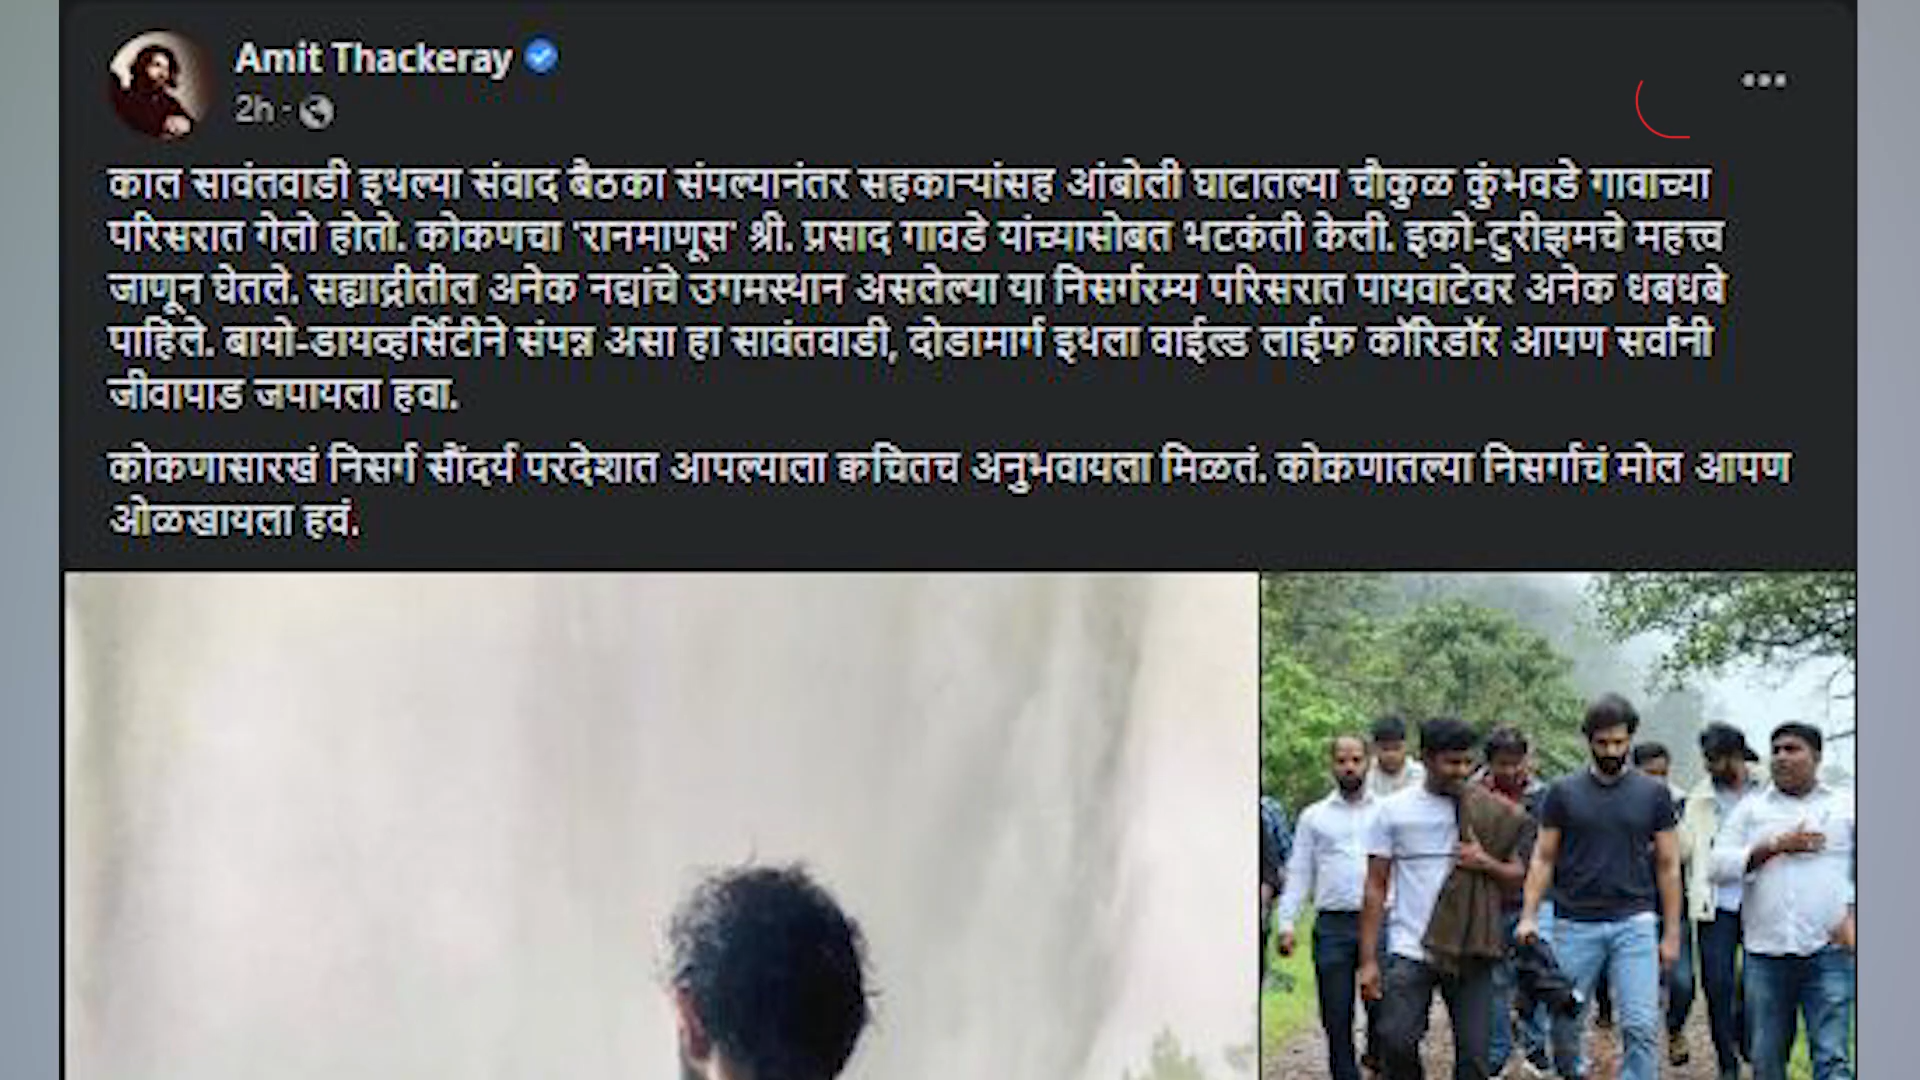 Amit Thackeray
2h ·
काल सावंतवाडी इथल्या संवाद बैठका संपल्यानंतर सहकाऱ्यांसह आंबोली घाटातल्या चौकुळ कुंभवडे गावाच्या
परिसरात गेलो होतो. कोकणचा 'रानमाणूस' श्री. प्रसाद गावडे यांच्यासोबत भटकंती केली. इको-टुरीझमचे महत्त्व
जाणून घेतले. सह्याद्रीतील अनेक नद्यांचे उगमस्थान असलेल्या या निसर्गरम्य परिसरात पायवाटेवर अनेक धबधबे
पाहिले. बायो-डायव्हर्सिटीने संपन्न असा हा सावंतवाडी, दोडामार्ग इथला वाईल्ड लाईफ कॉरिडॉर आपण सर्वांनी
जीवापाड जपायला हवा.
कोकणासारखं निसर्ग सौंदर्य परदेशात आपल्याला क्वचितच अनुभवायला मिळतं. कोकणातल्या निसर्गाचं मोल आपण
ओळखायला हवं.